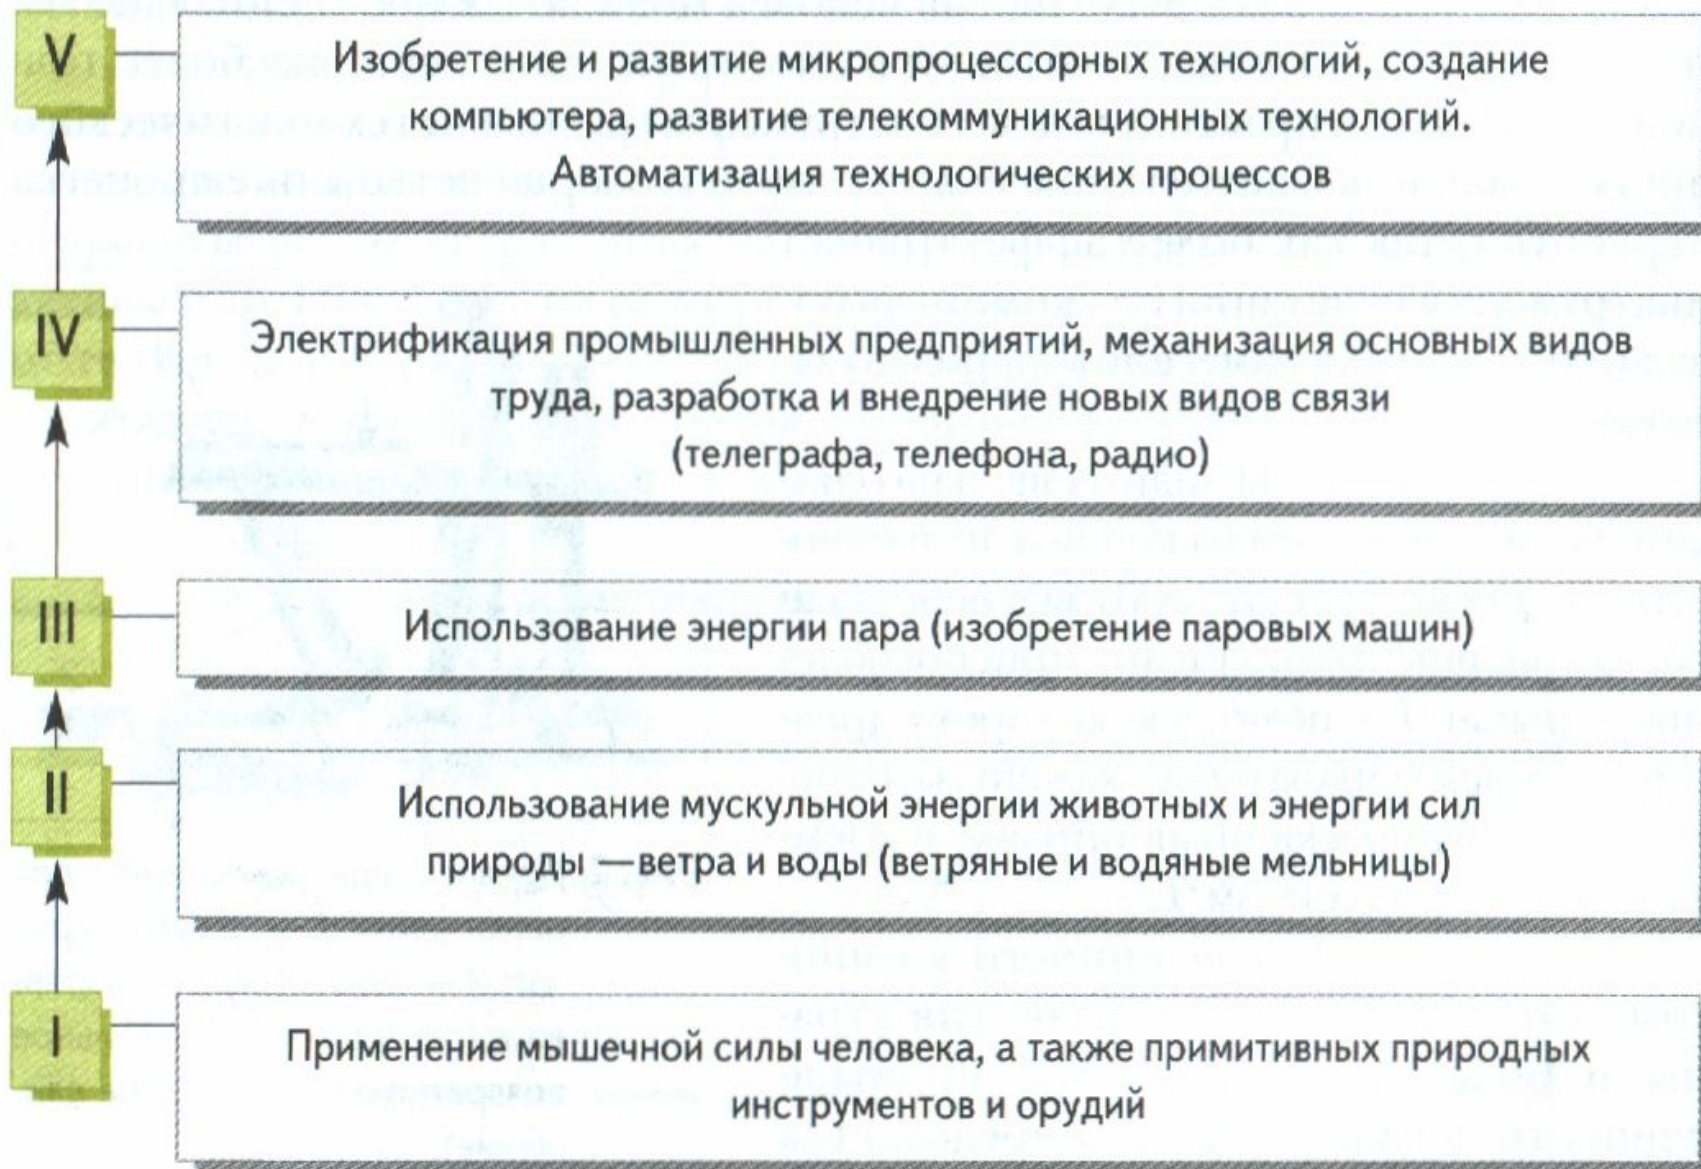 V
Изобретение и развитие микропроцессорных технологий, создание
компьютера, развитие телекоммуникационных технологий.
Автоматизация технологических процессов
IV
Электрификация промышленных предприятий, механизация основных видов
труда, разработка и внедрение новых видов связи
(телеграфа, телефона, радио)
III
Использование энергии пара (изобретение паровых машин)
II
Использование мускульной энергии животных и энергии сил
природы —ветра и воды (ветряные и водяные мельницы)
I
Применение мышечной силы человека, а также примитивных природных
инструментов и орудий